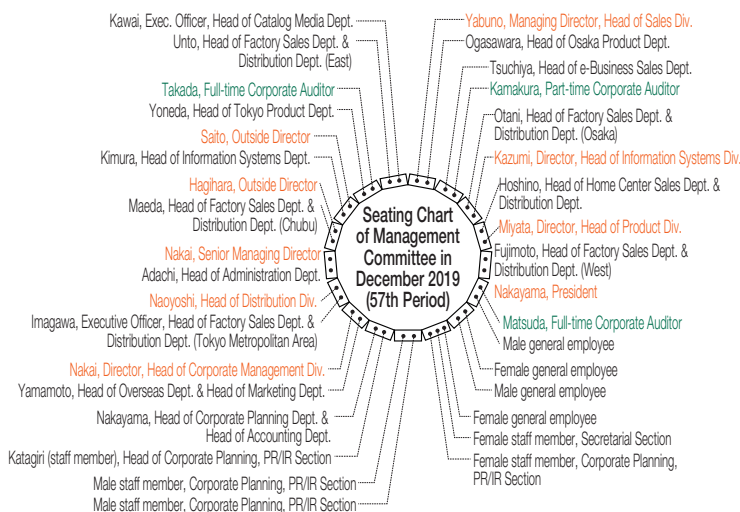 Kawai, Exec. Officer, Head of Catalog Media Dept.
Unto, Head of Factory Sales Dept. &
Distribution Dept. (East)
Takada, Full-time Corporate Auditor
Yoneda, Head of Tokyo Product Dept.
Saito, Outside Director
Kimura, Head of Information Systems Dept.
Hagihara, Outside Director
Maeda, Head of Factory Sales Dept. &
Distribution Dept. (Chubu)
Nakai, Senior Managing Director
Adachi, Head of Administration Dept.
Naoyoshi, Head of Distribution Div.
Imagawa, Executive Officer, Head of Factory Sales Dept. &
Distribution Dept. (Tokyo Metropolitan Area)
Nakai, Director, Head of Corporate Management Div.
Yamamoto, Head of Overseas Dept. & Head of Marketing Dept.
Nakayama, Head of Corporate Planning Dept. &
Head of Accounting Dept.
Katagiri (staff member), Head of Corporate Planning, PR/IR Section
Male staff member, Corporate Planning, PR/IR Section
Male staff member, Corporate Planning, PR/IR Section
Seating Chart
of Management
Committee in
December 2019
(57th Period)
Yabuno, Managing Director, Head of Sales Div.
Ogasawara, Head of Osaka Product Dept.
Tsuchiya, Head of e-Business Sales Dept.
Kamakura, Part-time Corporate Auditor
Otani, Head of Factory Sales Dept. &
Distribution Dept. (Osaka)
Kazumi, Director, Head of Information Systems Div.
Hoshino, Head of Home Center Sales Dept. &
Distribution Dept.
Miyata, Director, Head of Product Div.
Fujimoto, Head of Factory Sales Dept. &
Distribution Dept. (West)
Nakayama, President
Matsuda, Full-time Corporate Auditor
Male general employee
Female general employee
Male general employee
Female general employee
Female staff member, Secretarial Section
Female staff member, Corporate Planning,
PR/IR Section